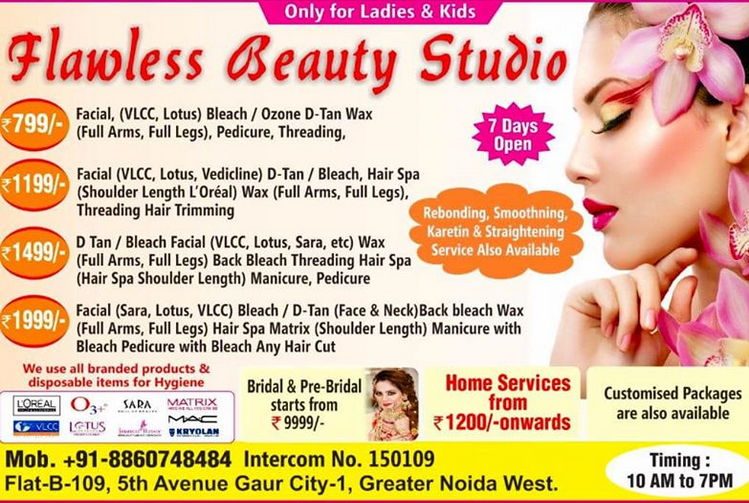 Only for Ladies & Kids
Flawless Beauty Studio
₹799/-
Facial, (VLCC, Lotus) Bleach / Ozone D-Tan Wax
(Full Arms, Full Legs), Pedicure, Threading,
7 Days
Open
₹1199/-
Facial (VLCC, Lotus, Vedicline) D-Tan / Bleach, Hair Spa
(Shoulder Length L'Oréal) Wax (Full Arms, Full Legs),
Threading Hair Trimming
Rebonding, Smoothning,
Karetin & Straightening
Service Also Available
₹1499/-
D Tan / Bleach Facial (VLCC, Lotus, Sara, etc) Wax
(Full Arms, Full Legs) Back Bleach Threading Hair Spa
(Hair Spa Shoulder Length) Manicure, Pedicure
₹1999/-
Facial (Sara, Lotus, VLCC) Bleach / D-Tan (Face & Neck)Back bleach Wax
(Full Arms, Full Legs) Hair Spa Matrix (Shoulder Length) Manicure with
Bleach Pedicure with Bleach Any Hair Cut
We use all branded products &
disposable items for Hygiene
L'ORÉAL
O3+
SARA
MATRIX
VLCC
LOTUS
MAC
KRYOLAN
Bridal & Pre-Bridal
starts from
₹ 9999/-
Home Services
from
₹1200/-onwards
Customised Packages
are also available
Mob. +91-8860748484 Intercom No. 150109
Flat-B-109, 5th Avenue Gaur City-1, Greater Noida West.
Timing :
10 AM to 7PM